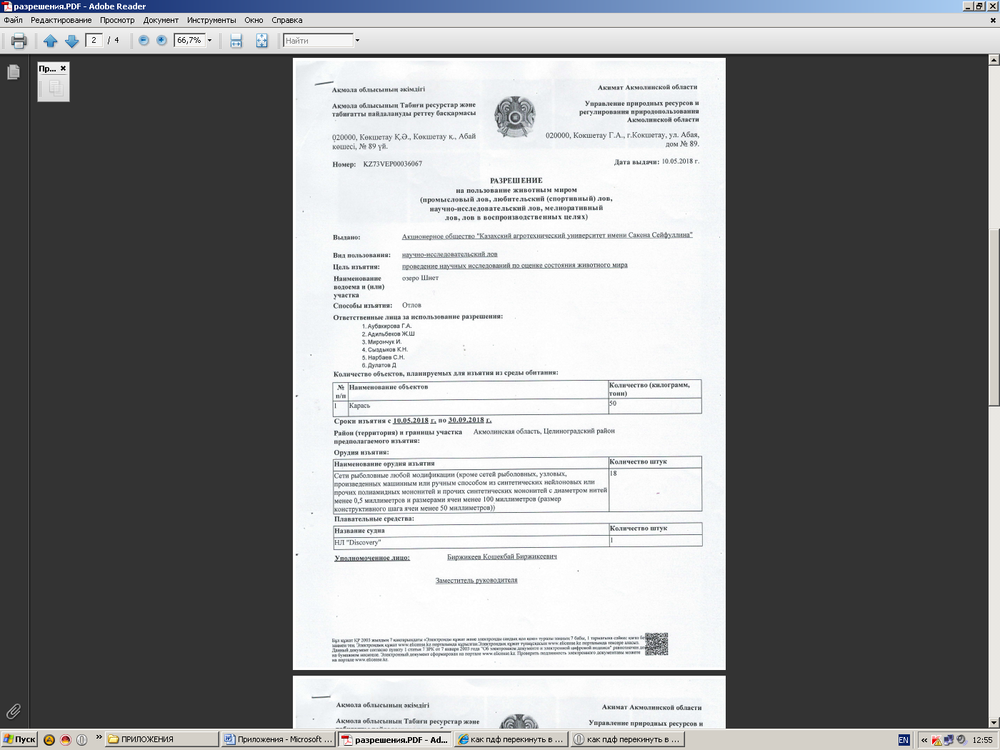 разрешения.PDF - Adobe Reader
Файл Редактирование Просмотр Документ Инструменты Окно Справка
2 / 4 66,7% Найти
Пр...
Ақмола облысының әкімдігі
Акимат Акмолинской области
Ақмола облысының Табиғи ресурстар және
табиғатты пайдалануды реттеу басқармасы
Управление природных ресурсов и
регулирования природопользования
Акмолинской области
020000, Көкшетау Қ.Ә., Көкшетау қ., Абай
көшесі, № 89 үй.
020000, Кокшетау Г.А., г.Кокшетау, ул. Абая,
дом № 89.
Номер: KZ73VEP00036067
Дата выдачи: 10.05.2018 г.
РАЗРЕШЕНИЕ
на пользование животным миром
(промысловый лов, любительский (спортивный) лов,
научно-исследовательский лов, мелиоративный
лов, лов в воспроизводственных целях)
Выдано: Акционерное общество "Казахский агротехнический университет имени Сакена Сейфуллина"
Вид пользования: научно-исследовательский лов
Цель изъятия: проведение научных исследований по оценке состояния животного мира
Наименование озеро Шнет
водоема и (или)
участка
Способы изъятия: Отлов
Ответственные лица за использование разрешения:
1. Аубакирова Г.А.
2. Адильбеков Ж.Ш
3. Мирончук И.
4. Сыздыков К.Н.
5. Нарбаев С.Н.
6. Дулатов Д
Количество объектов, планируемых для изъятия из среды обитания:
№ Наименование объектов Количество (килограмм,
п/п тонн)
1 Карась 50
Сроки изъятия с 10.05.2018 г. по 30.09.2018 г.
Район (территория) и границы участка Акмолинская область, Целиноградский район
предполагаемого изъятия:
Орудия изъятия:
Наименование орудия изъятия Количество штук
Сети рыболовные любой модификации (кроме сетей рыболовных, узловых, 18
произведенных машинным или ручным способом из синтетических нейлоновых или
прочих полиамидных мононитей и прочих синтетических мононитей с диаметром нитей
менее 0,5 миллиметров и размерами ячеи менее 100 миллиметров (размер
конструктивного шага ячеи менее 50 миллиметров))
Плавательные средства:
Название судна Количество штук
НЛ "Discovery" 1
Уполномоченное лицо: Биржикеев Кошекбай Биржикеевич
Заместитель руководителя
Бұл құжат ҚР 2003 жылдың 7 қаңтарындағы «Электронды құжат және электронды сандық қол қою» туралы заңның 7 бабы, 1 тармағына сәйкес қағаз
заңмен тең. Электрондық құжат www.elicense.kz порталында құрылған.Электрондық құжат түпнұсқасын www.elicense.kz порталында тексере аласыз.
Данный документ согласно пункту 1 статьи 7 ЗРК от 7 января 2003 года "Об электронном документе и электронной цифровой подписи" равнозначен
на бумажном носителе. Электронный документ сформирован на портале www.elicense.kz. Проверить подлинность электронного документавы можете
на портале www.elicense.kz.
Ақмола облысының әкімдігі
Акимат Акмолинской области
Ақмола облысының Табиғи ресурстар және
Управление природных ресурсов и
Пуск ПРИЛОЖЕНИЯ Приложения - Microsoft ... разрешения.PDF - Ad... как пдф перекинуть в ... как пдф перекинуть в ... EN 12:55